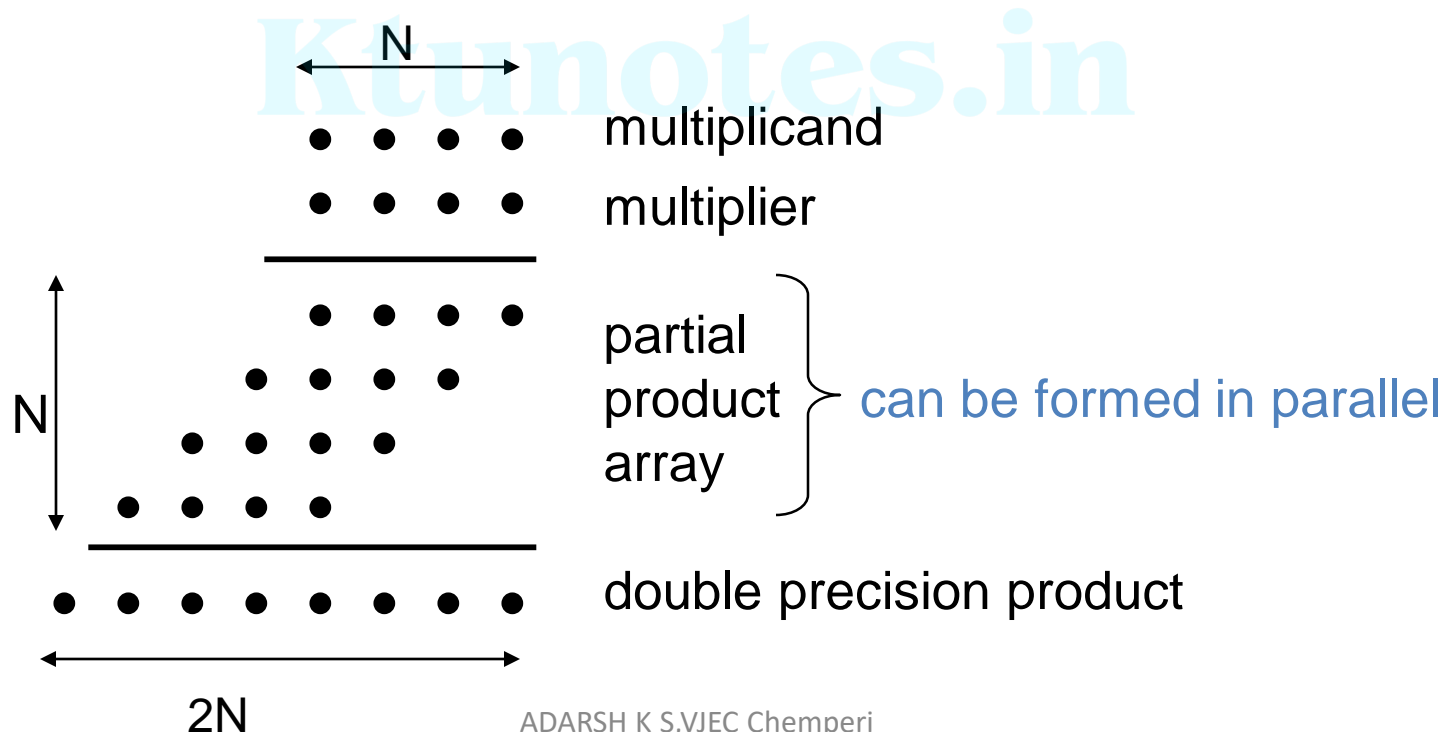 Ktunotes.in
N
multiplicand
multiplier
N
partial
product
array
can be formed in parallel
double precision product
2N
ADARSH K S.VJEC Chemperi